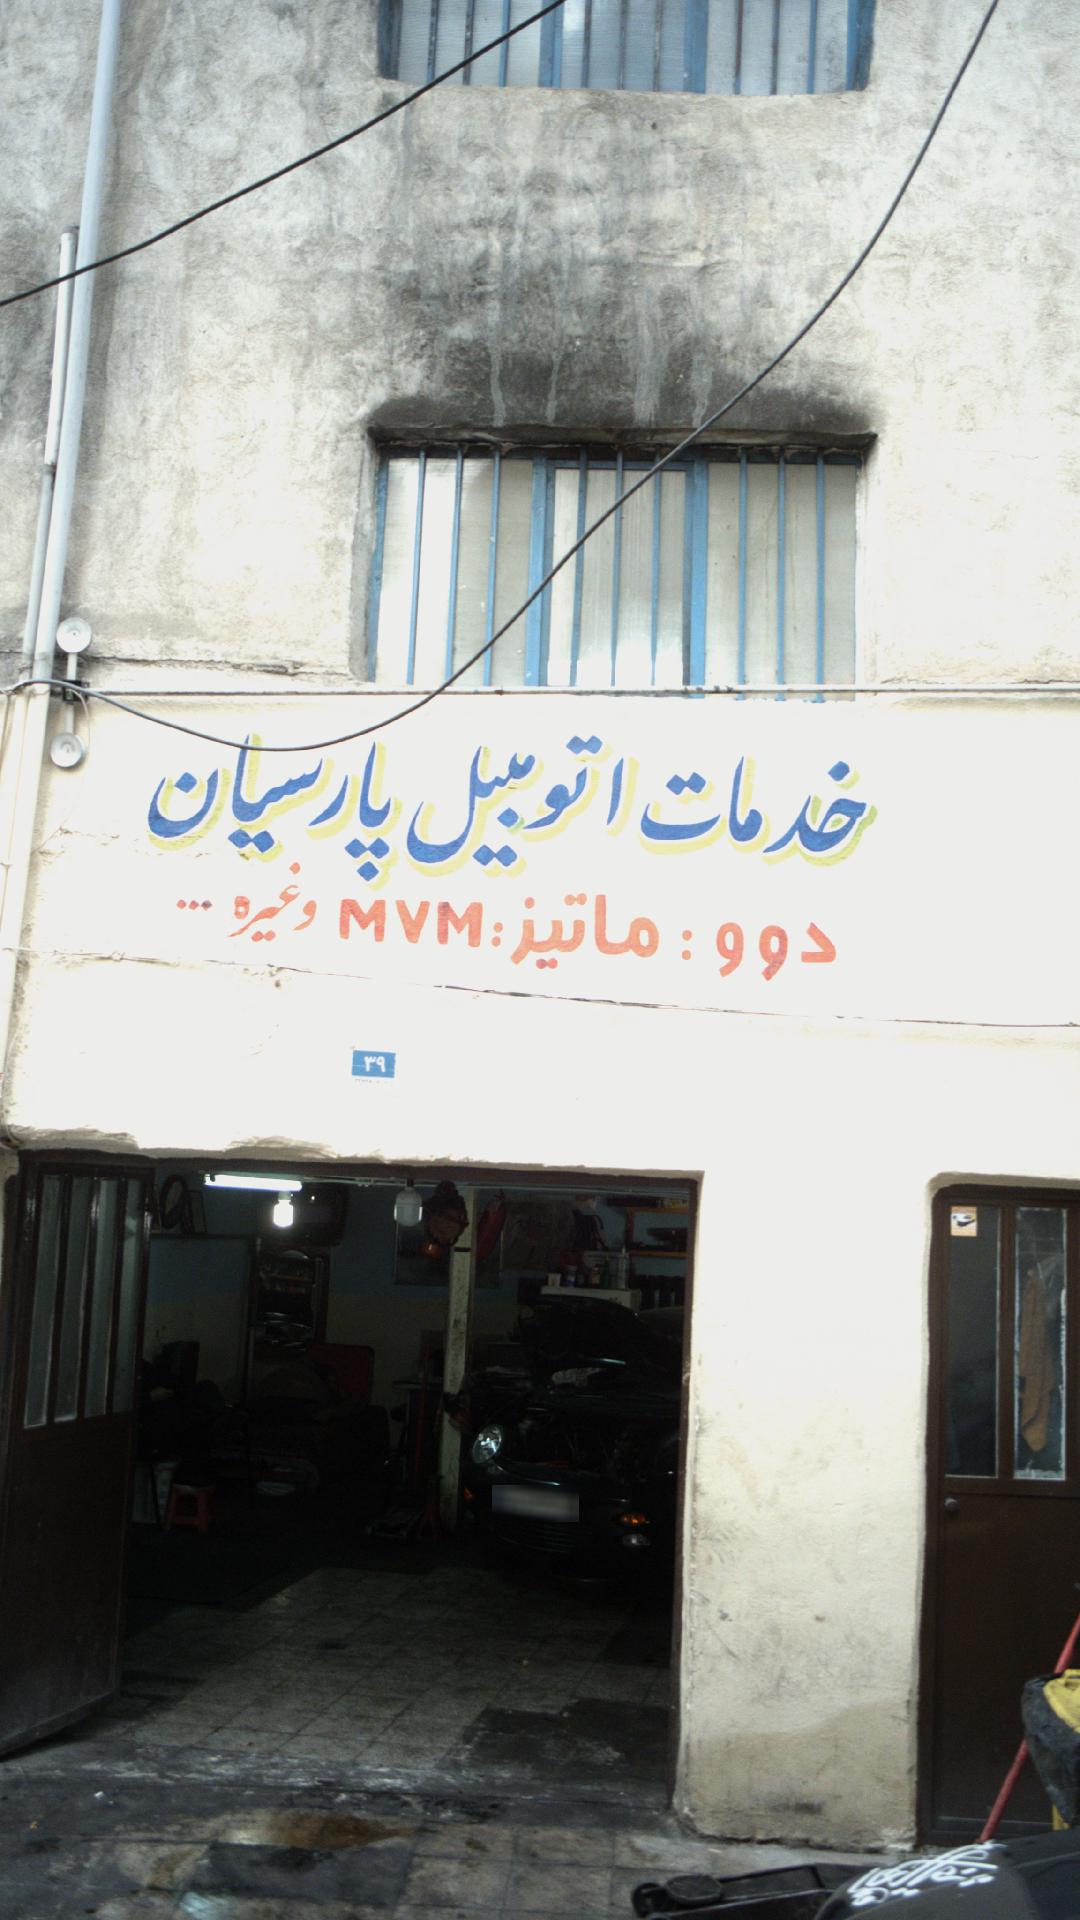 خدمات اتومبیل پارسیان
دوو : ماتیز : MVM وغیره ...
۳۹